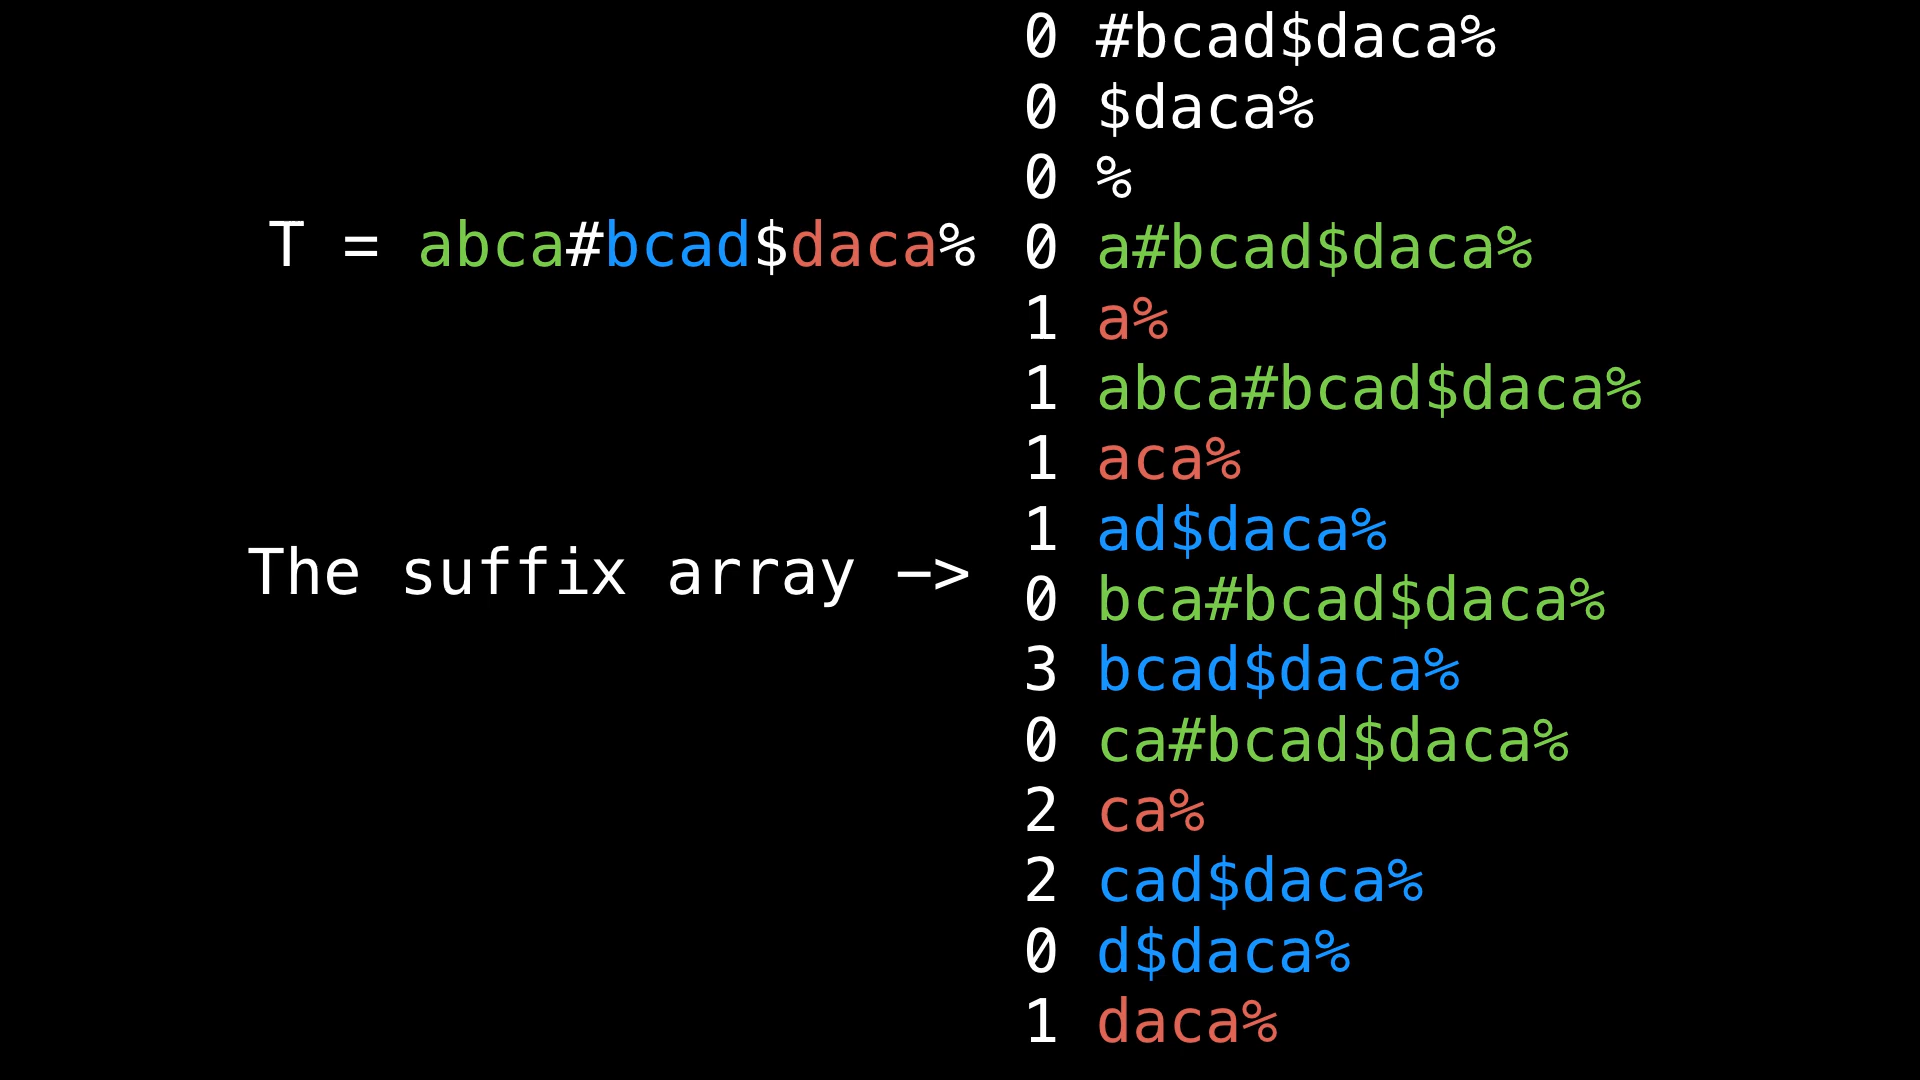 T = abca#bcad$daca%
The suffix array —>
0 #bcad$daca%
0 $daca%
0 %
0 a#bcad$daca%
1 a%
1 abca#bcad$daca%
1 aca%
1 ad$daca%
0 bca#bcad$daca%
3 bcad$daca%
0 ca#bcad$daca%
2 ca%
2 cad$daca%
0 d$daca%
1 daca%